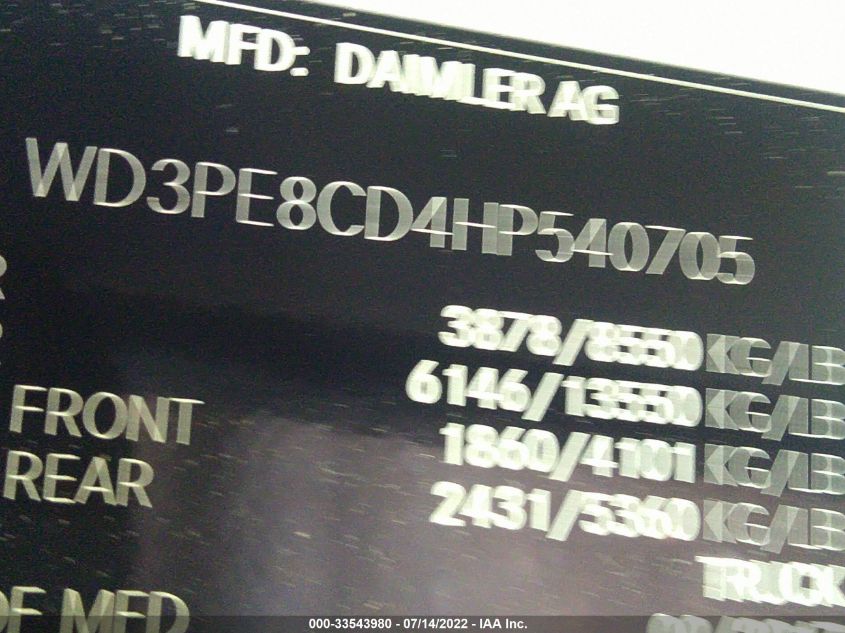 MFD: DAIMLER AG
WD3PE8CD4HP540705
3878/8550 KG/LB
6146/13550 KG/LB
FRONT 1860/4101 KG/LB
REAR 2431/5360 KG/LB
TRUCK
MFD
000-33543980 - 07/14/2022 - IAA Inc.